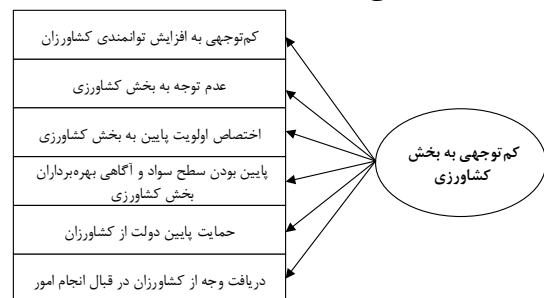 کم‌توجهی به افزایش توانمندی کشاورزان
عدم توجه به بخش کشاورزی
اختصاص اولویت پایین به بخش کشاورزی
پایین بودن سطح سواد و آگاهی بهره‌برداران
بخش کشاورزی
حمایت پایین دولت از کشاورزان
دریافت وجه از کشاورزان در قبال انجام امور
کم‌توجهی به بخش
کشاورزی